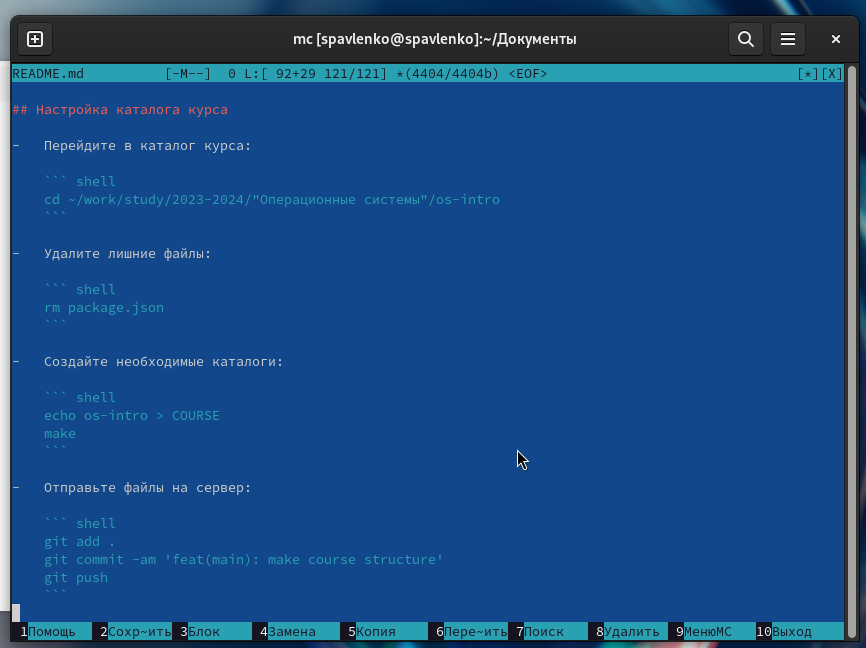 mc [spavlenko@spavlenko]:~/Документы
README.md [-M--] 0 L:[ 92+29 121/121] *(4404/4404b) <EOF> [*][X]
## Настройка каталога курса
- Перейдите в каталог курса:
``` shell
cd ~/work/study/2023-2024/"Операционные системы"/os-intro
```
- Удалите лишние файлы:
``` shell
rm package.json
```
- Создайте необходимые каталоги:
``` shell
echo os-intro > COURSE
make
```
- Отправьте файлы на сервер:
``` shell
git add .
git commit -am 'feat(main): make course structure'
git push
```
1Помощь 2Сохр~ить 3Блок 4Замена 5Копия 6Пере~ить 7Поиск 8Удалить 9МенюMC 10Выход